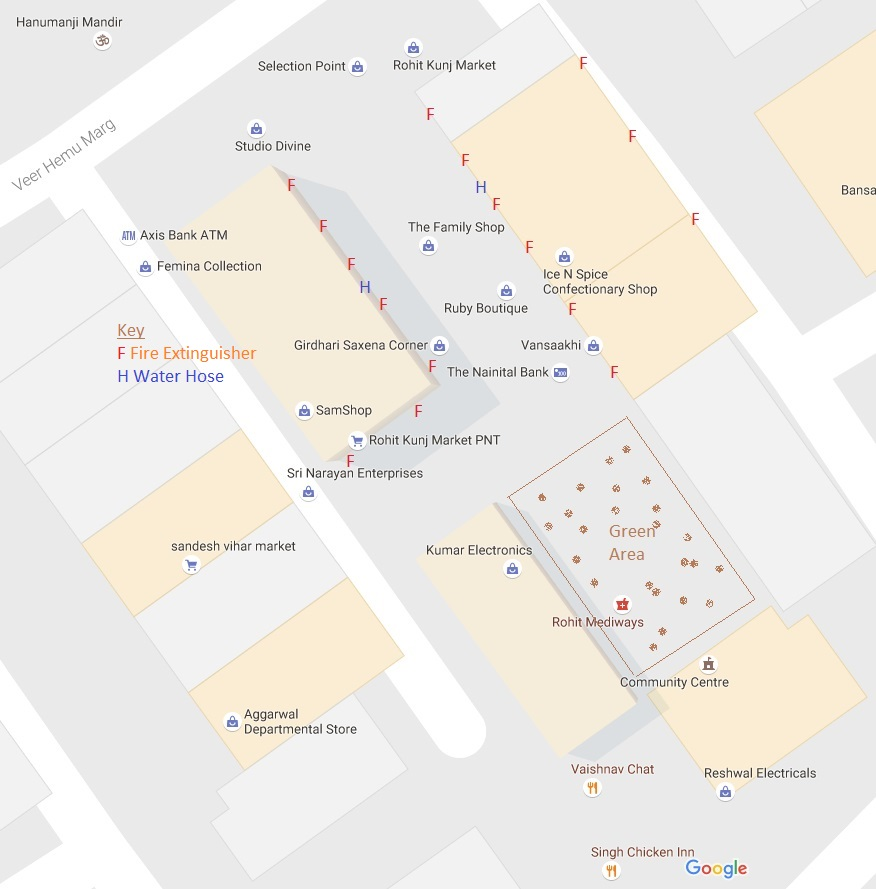 Hanumanji Mandir
Selection Point
Rohit Kunj Market
F
F
Veer Hemu Marg
Studio Divine
F
F
F
H
F
F
F
F
Axis Bank ATM
ATM
The Family Shop
Bansa
F
Femina Collection
F
H
F
Ice N Spice
Confectionary Shop
Ruby Boutique
F
Key
F Fire Extinguisher
H Water Hose
Girdhari Saxena Corner
Vansaakhi
F
The Nainital Bank
F
SamShop
F
Rohit Kunj Market PNT
F
Sri Narayan Enterprises
Green
Area
sandesh vihar market
Kumar Electronics
Rohit Mediways
Community Centre
Aggarwal
Departmental Store
Vaishnav Chat
Reshwal Electricals
Singh Chicken Inn
Google